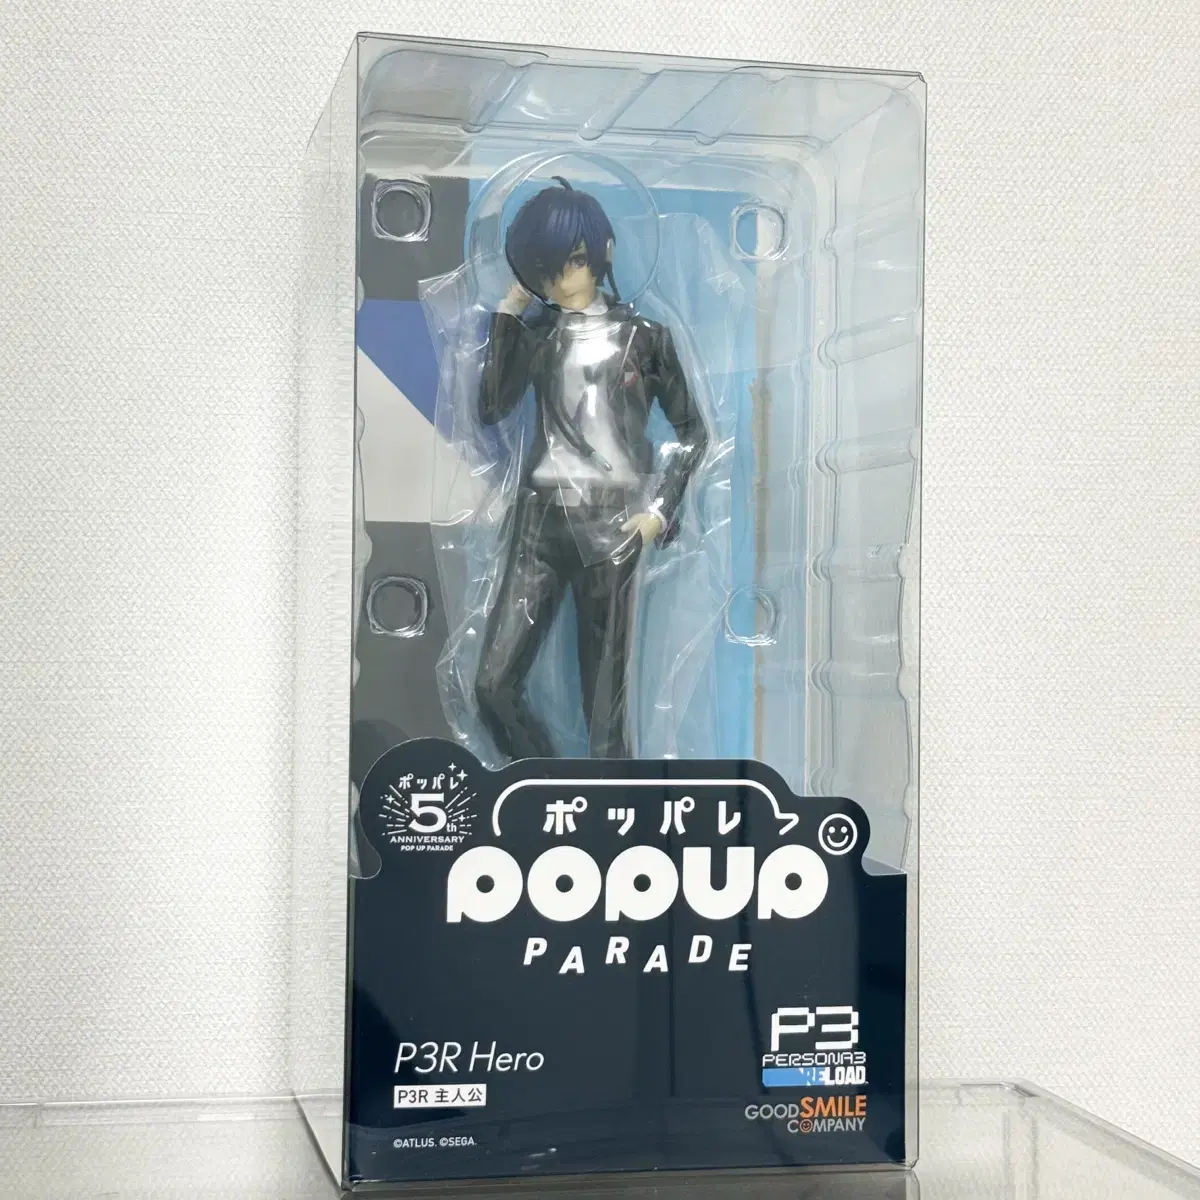 ポッパレ
5th
ANNIVERSARY
POP UP PARADE
ポッパレ
POPUP
PARADE
P3R Hero
P3R 主人公
©ATLUS. ©SEGA.
P3
PERSONA3
RELOAD
GOOD SMILE
COMPANY